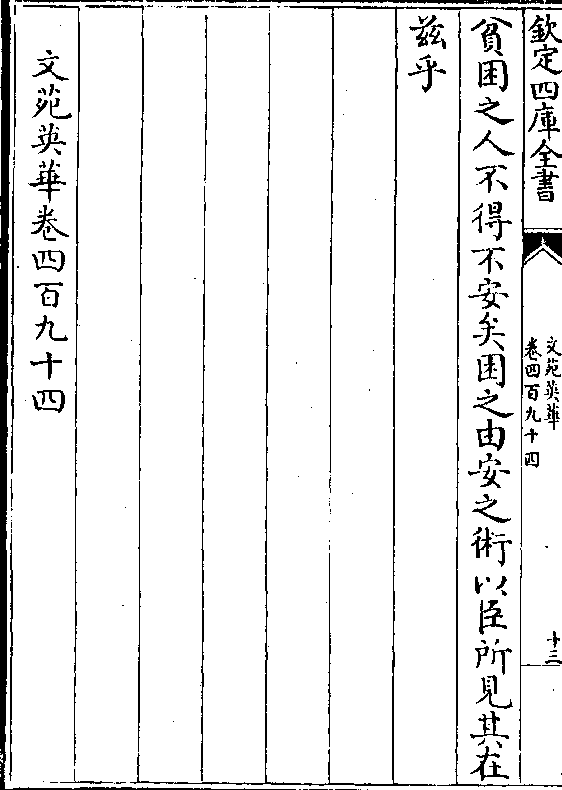 欽定四庫全書
文苑英華
卷四百九十四
十三
貧困之人不得不安矣困之由安之術以臣所見其在
兹乎
文苑英華卷四百九十四